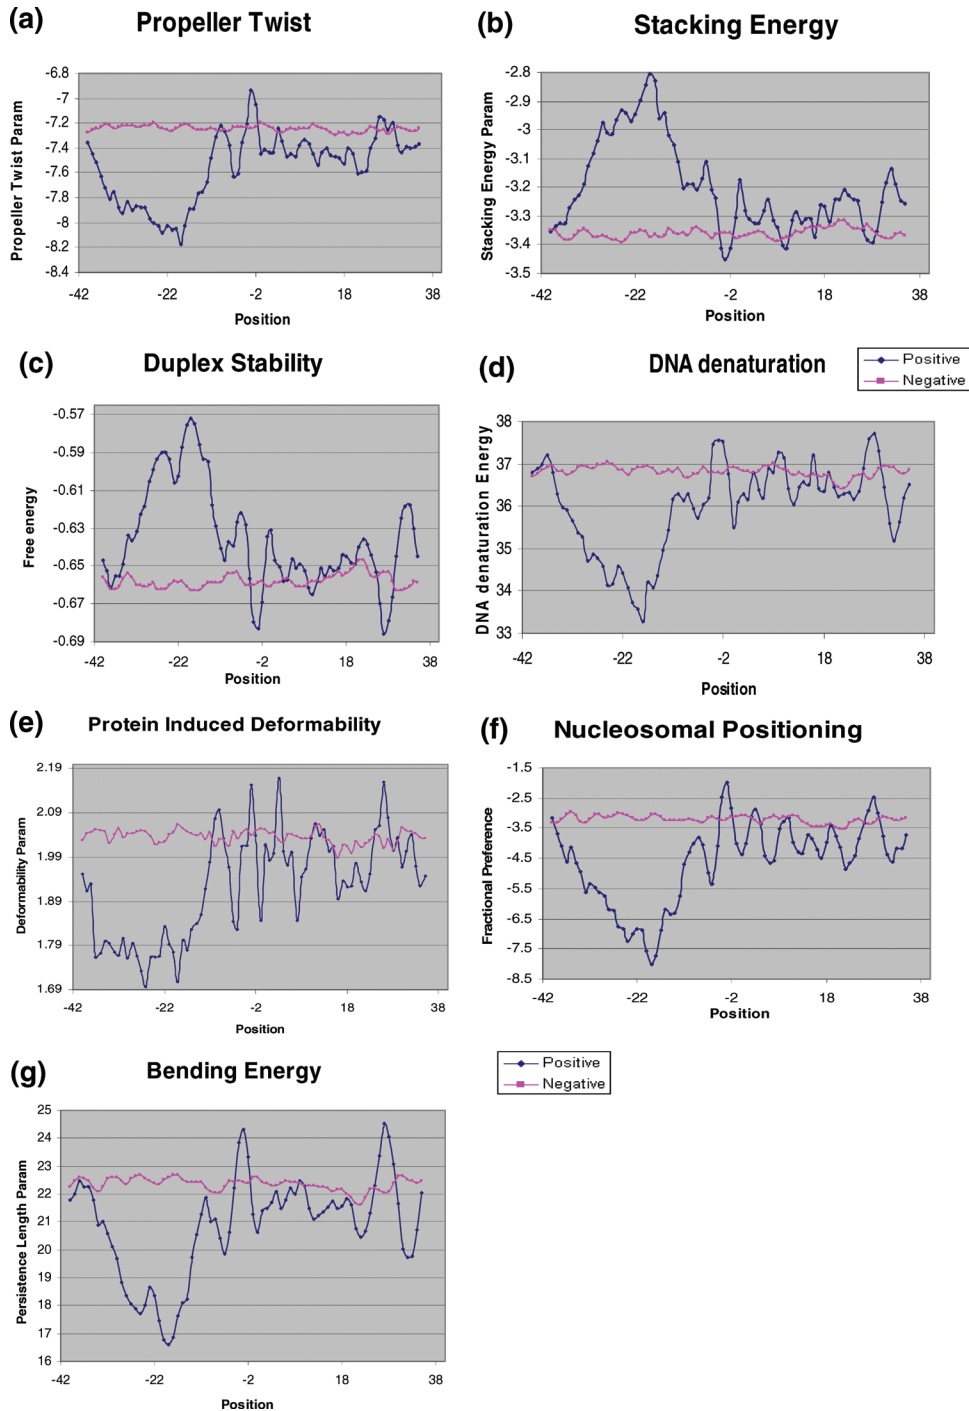 (a) Propeller Twist
Propeller Twist Param
-6.8
-7
-7.2
-7.4
-7.6
-7.8
-8
-8.2
-8.4
-42 -22 -2 18 38
Position
(b) Stacking Energy
Stacking Energy Param
-2.8
-2.9
-3
-3.1
-3.2
-3.3
-3.4
-3.5
-42 -22 -2 18 38
Position
(c) Duplex Stability
Free energy
-0.57
-0.59
-0.61
-0.63
-0.65
-0.67
-0.69
-42 -22 -2 18 38
Position
(d) DNA denaturation
Positive
Negative
DNA denaturation Energy
38
37
36
35
34
33
-42 -22 -2 18 38
Position
(e) Protein Induced Deformability
Deformability Param
2.19
2.09
1.99
1.89
1.79
1.69
-42 -22 -2 18 38
Position
(f) Nucleosomal Positioning
Fractional Preference
-1.5
-2.5
-3.5
-4.5
-5.5
-6.5
-7.5
-8.5
-42 -22 -2 18 38
Position
(g) Bending Energy
Positive
Negative
Persistence Length Param
25
24
23
22
21
20
19
18
17
16
-42 -22 -2 18 38
Position